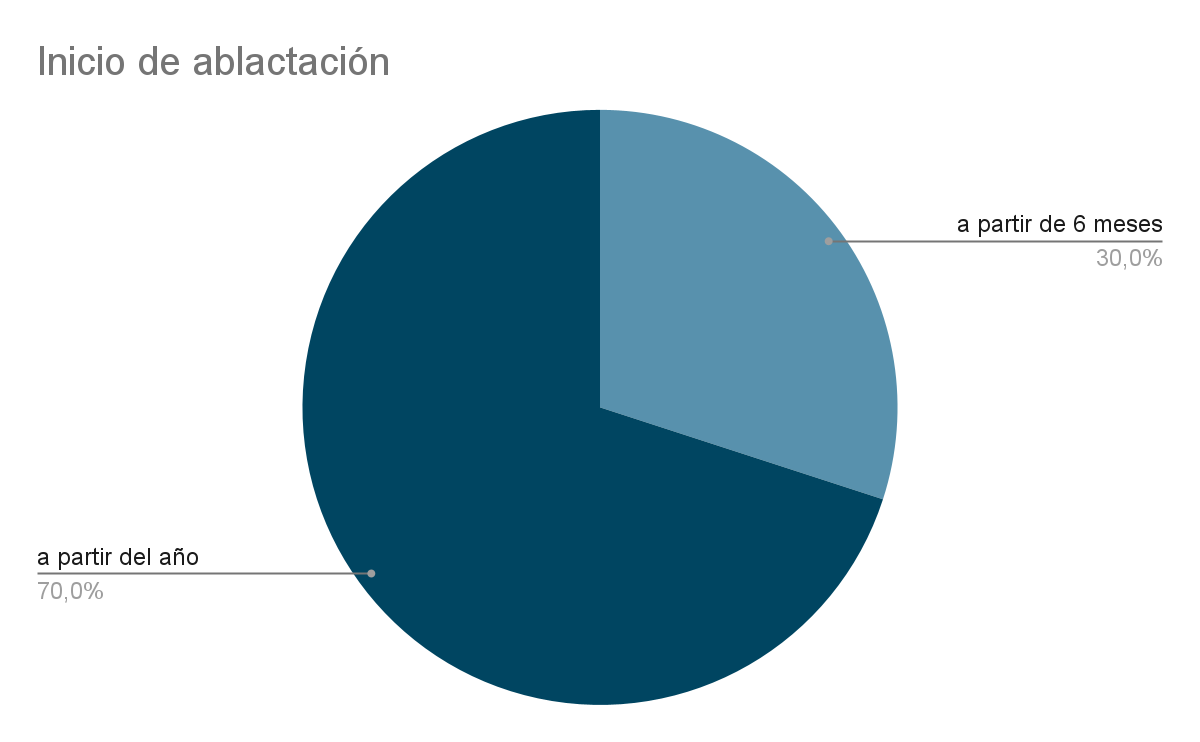 Inicio de ablactación
a partir de 6 meses
30,0%
a partir del año
70,0%